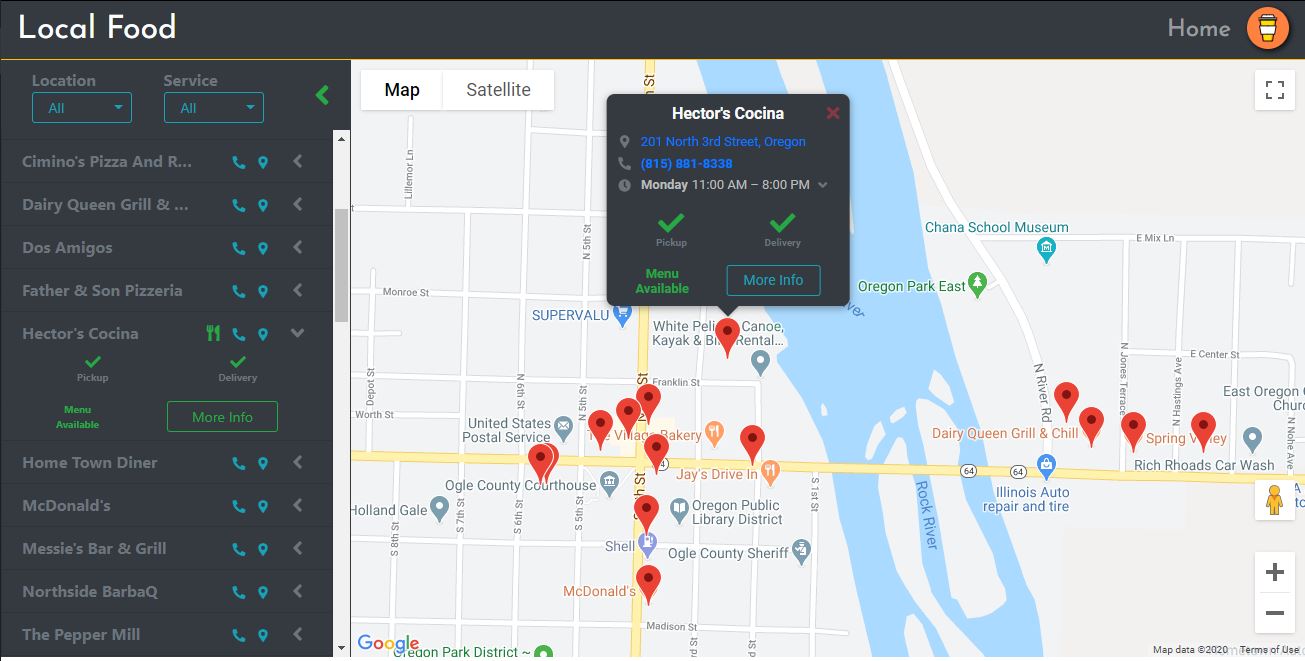 Local Food
Home
Location
Service
All
All
Cimino's Pizza And R...
Dairy Queen Grill & ...
Dos Amigos
Father & Son Pizzeria
Hector's Cocina
Pickup
Delivery
Menu
Available
More Info
Home Town Diner
McDonald's
Messie's Bar & Grill
Northside BarbaQ
The Pepper Mill
Map
Satellite
Hector's Cocina
201 North 3rd Street, Oregon
(815) 881-8338
Monday 11:00 AM – 8:00 PM
Pickup
Delivery
Menu
Available
More Info
Lillemor Ln
N 5th St
Monroe St
SUPERVALU
White Pelican Canoe,
Kayak & Bike Rental...
Chana School Museum
E Mix Ln
Oregon Park East
Depot St
N 6th St
N 5th St
Franklin St
N River Rd
N Jones Terrace
N Hastings Ave
E Center St
East Oregon
N Nohe Ave
Worth St
United States
Postal Service
The Village Bakery
Dairy Queen Grill & Chill
Spring Valley
Rich Rhoads Car Wash
Jay's Drive In
64
64
Ogle County Courthouse
S 1st St
Illinois Auto
repair and tire
Holland Gale
S 8th St
S 7th St
S 6th St
S 5th St
Oregon Public
Library District
Rock River
Shell
Ogle County Sheriff
McDonald's
Madison St
Google
Oregon Park District ~
Map data ©2020
Terms of Use